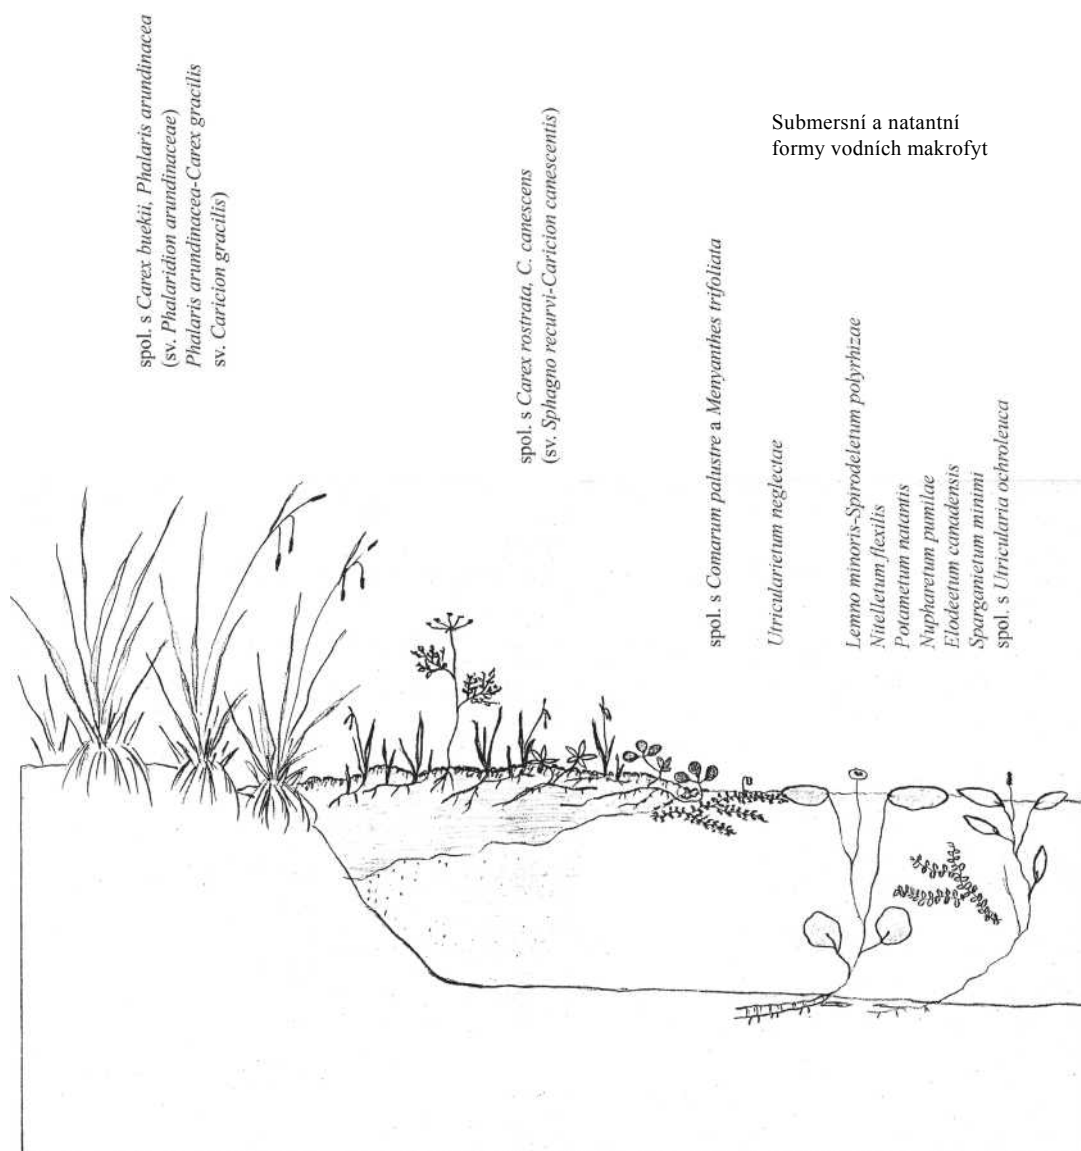 spol. s Carex buekii, Phalaris arundinacea
(sv. Phalaridion arundinaceae)
Phalaris arundinacea-Carex gracilis
sv. Caricion gracilis)
spol. s Carex rostrata, C. canescens
(sv. Sphagno recurvi-Caricion canescentis)
Submersní a natantní
formy vodních makrofyt
spol. s Comarum palustre a Menyanthes trifoliata
Utricularietum neglectae
Lemno minoris-Spirodeletum polyrhizae
Nitelletum flexilis
Potametum natantis
Nupharetum pumilae
Elodeetum canadensis
Sparganietum minimi
spol. s Utricularia ochroleuca